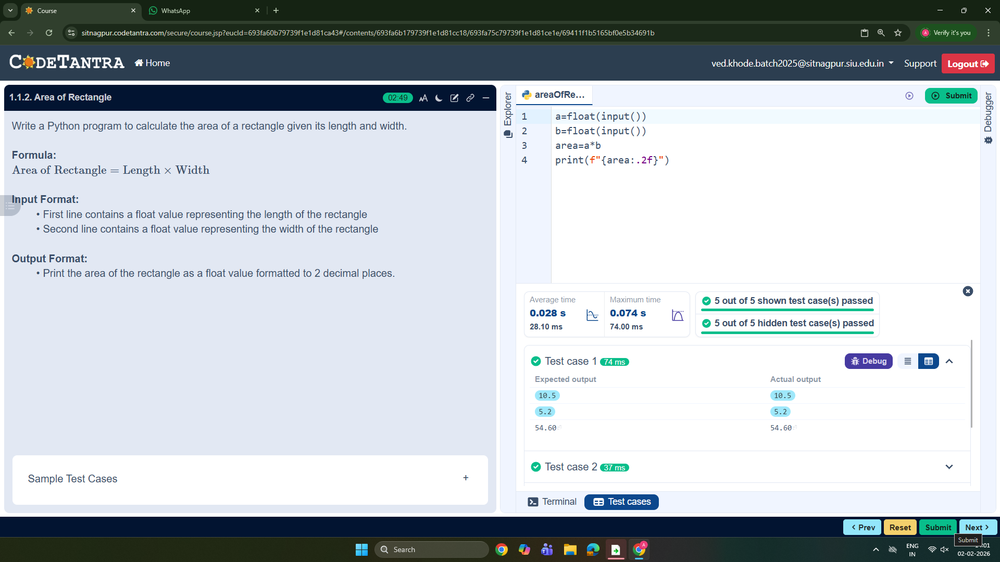 Course
WhatsApp
sitnagpur.codetantra.com/secure/course.jsp?eucId=693fa60b79739f1e1d81ca43#/contents/693fa6b179739f1e1d81cc18/693fa75c79739f1e1d81ce1e/69411f1b5165bf0e5b34691b
Verify it's you
CODETANTRA
Home
ved.khode.batch2025@sitnagpur.siu.edu.in
Support
Logout
1.1.2. Area of Rectangle
02:49
Write a Python program to calculate the area of a rectangle given its length and width.
Formula:
Area of Rectangle = Length × Width
Input Format:
• First line contains a float value representing the length of the rectangle
• Second line contains a float value representing the width of the rectangle
Output Format:
• Print the area of the rectangle as a float value formatted to 2 decimal places.
Sample Test Cases +
Explorer
areaOfRe...
Submit
Debugger
1 a=float(input())
2 b=float(input())
3 area=a*b
4 print(f"{area:.2f}")
Average time
0.028 s
28.10 ms
Maximum time
0.074 s
74.00 ms
5 out of 5 shown test case(s) passed
5 out of 5 hidden test case(s) passed
Test case 1 74 ms
Debug
Expected output Actual output
10.5 10.5
5.2 5.2
54.60 54.60
Test case 2 37 ms
Terminal
Test cases
< Prev
Reset
Submit
Next >
Submit
Search
ENG
IN
02-02-2026